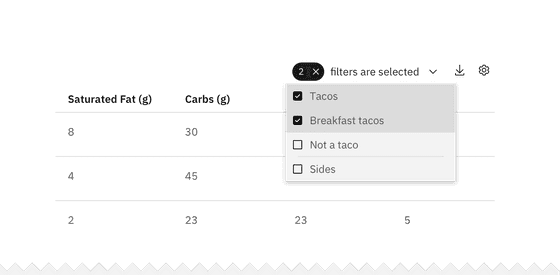 2 filters are selected
Saturated Fat (g) Carbs (g)
Tacos
Breakfast tacos
Not a taco
Sides
8 30
4 45
2 23 23 5